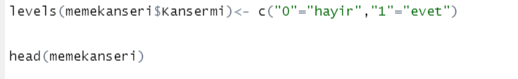 levels(memekanseri$Kansermi)<- c("0"="hayir","1"="evet")
head(memekanseri)